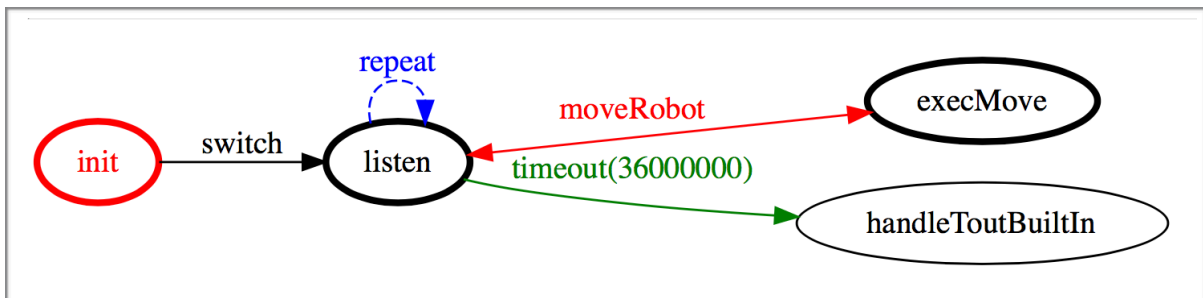 repeat
init
switch
listen
moveRobot
execMove
timeout(36000000)
handleToutBuiltIn